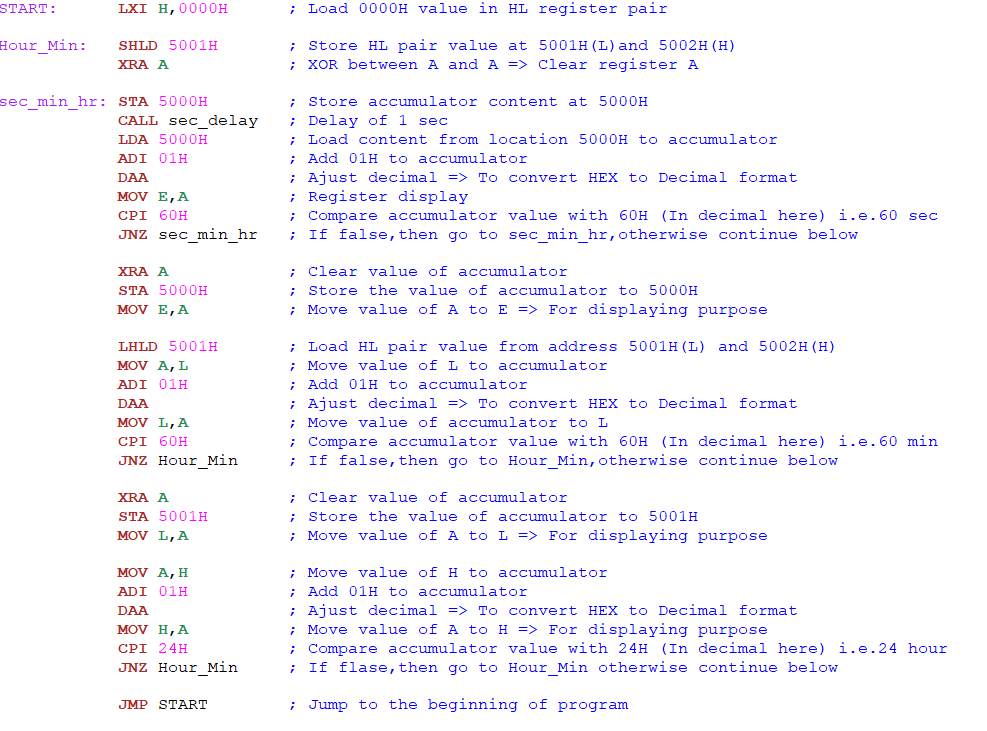 START: LXI H,0000H ; Load 0000H value in HL register pair
Hour_Min: SHLD 5001H ; Store HL pair value at 5001H(L)and 5002H(H)
XRA A ; XOR between A and A => Clear register A
sec_min_hr: STA 5000H ; Store accumulator content at 5000H
CALL sec_delay ; Delay of 1 sec
LDA 5000H ; Load content from location 5000H to accumulator
ADI 01H ; Add 01H to accumulator
DAA ; Ajust decimal => To convert HEX to Decimal format
MOV E,A ; Register display
CPI 60H ; Compare accumulator value with 60H (In decimal here) i.e.60 sec
JNZ sec_min_hr ; If false,then go to sec_min_hr,otherwise continue below
XRA A ; Clear value of accumulator
STA 5000H ; Store the value of accumulator to 5000H
MOV E,A ; Move value of A to E => For displaying purpose
LHLD 5001H ; Load HL pair value from address 5001H(L) and 5002H(H)
MOV A,L ; Move value of L to accumulator
ADI 01H ; Add 01H to accumulator
DAA ; Ajust decimal => To convert HEX to Decimal format
MOV L,A ; Move value of accumulator to L
CPI 60H ; Compare accumulator value with 60H (In decimal here) i.e.60 min
JNZ Hour_Min ; If false,then go to Hour_Min,otherwise continue below
XRA A ; Clear value of accumulator
STA 5001H ; Store the value of accumulator to 5001H
MOV L,A ; Move value of A to L => For displaying purpose
MOV A,H ; Move value of H to accumulator
ADI 01H ; Add 01H to accumulator
DAA ; Ajust decimal => To convert HEX to Decimal format
MOV H,A ; Move value of A to H => For displaying purpose
CPI 24H ; Compare accumulator value with 24H (In decimal here) i.e.24 hour
JNZ Hour_Min ; If flase,then go to Hour_Min otherwise continue below
JMP START ; Jump to the beginning of program